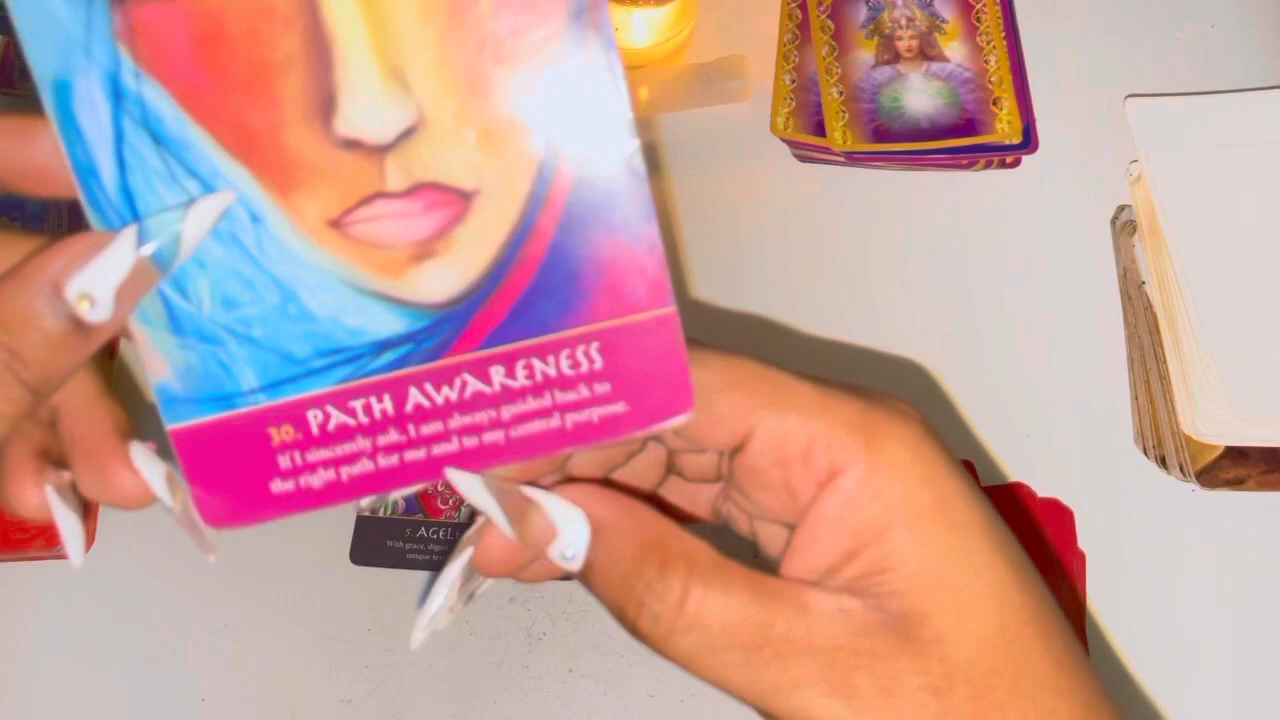 30. PATH AWARENESS
If I sincerely ask, I am always guided back to
the right path for me and to my central purpose.
5. AGELE
With grace, dign
unique te